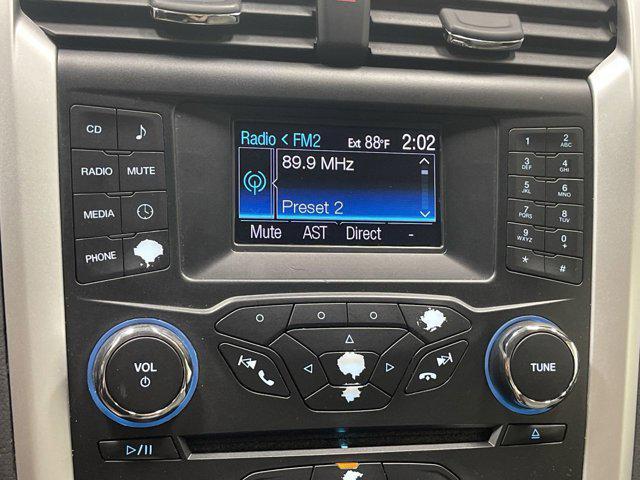 CD
RADIO MUTE
MEDIA
PHONE
Radio < FM2 Ext 88°F 2:02
89.9 MHz
Preset 2
Mute AST Direct -
1 2 ABC
3 DEF 4 GHI
5 JKL 6 MNO
7 PQRS 8 TUV
9 WXYZ 0 +
* #
VOL
TUNE